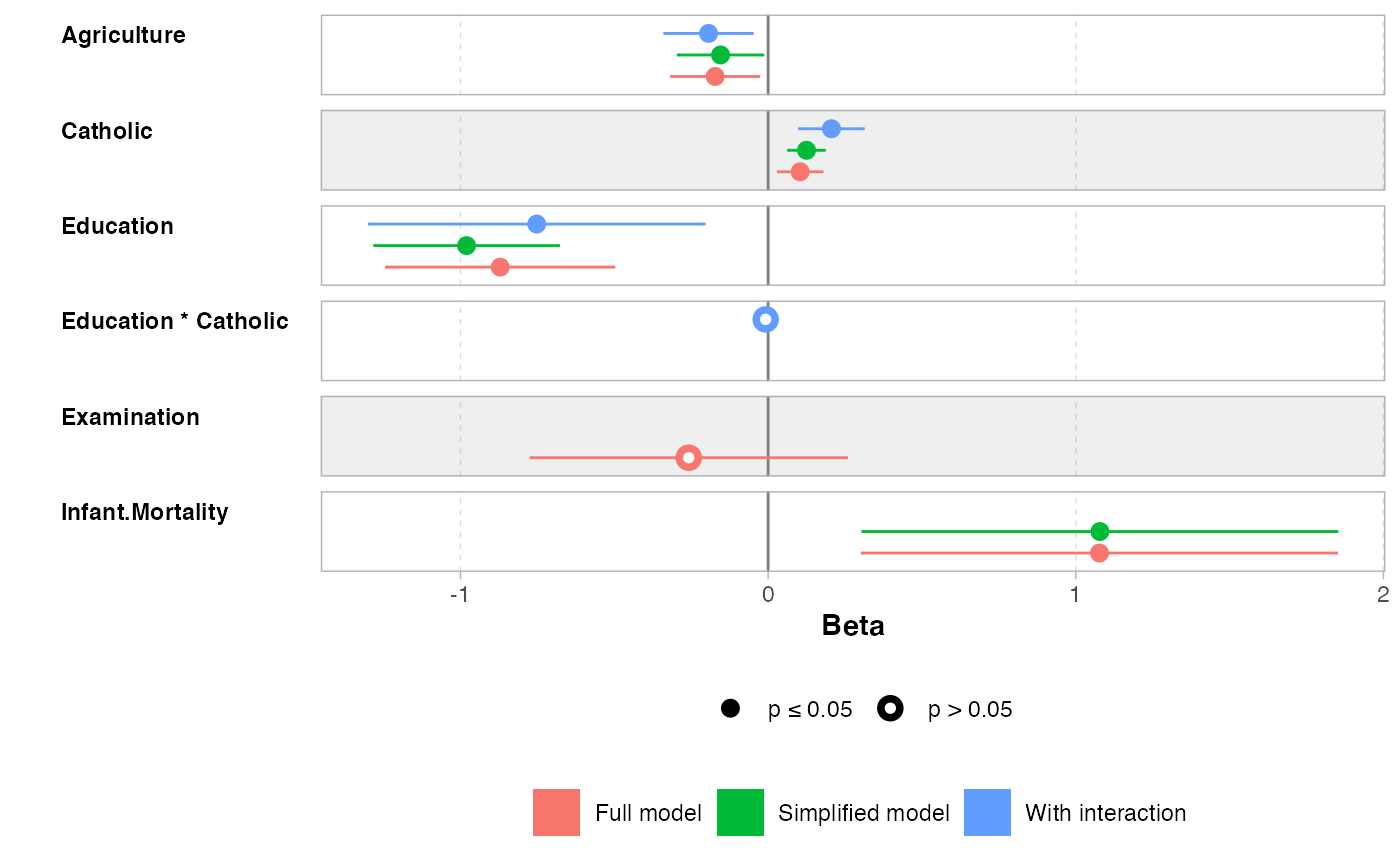 Agriculture
Catholic
Education
Education * Catholic
Examination
Infant.Mortality
-1 0 1 2
Beta
p ≤ 0.05 p > 0.05
Full model Simplified model With interaction